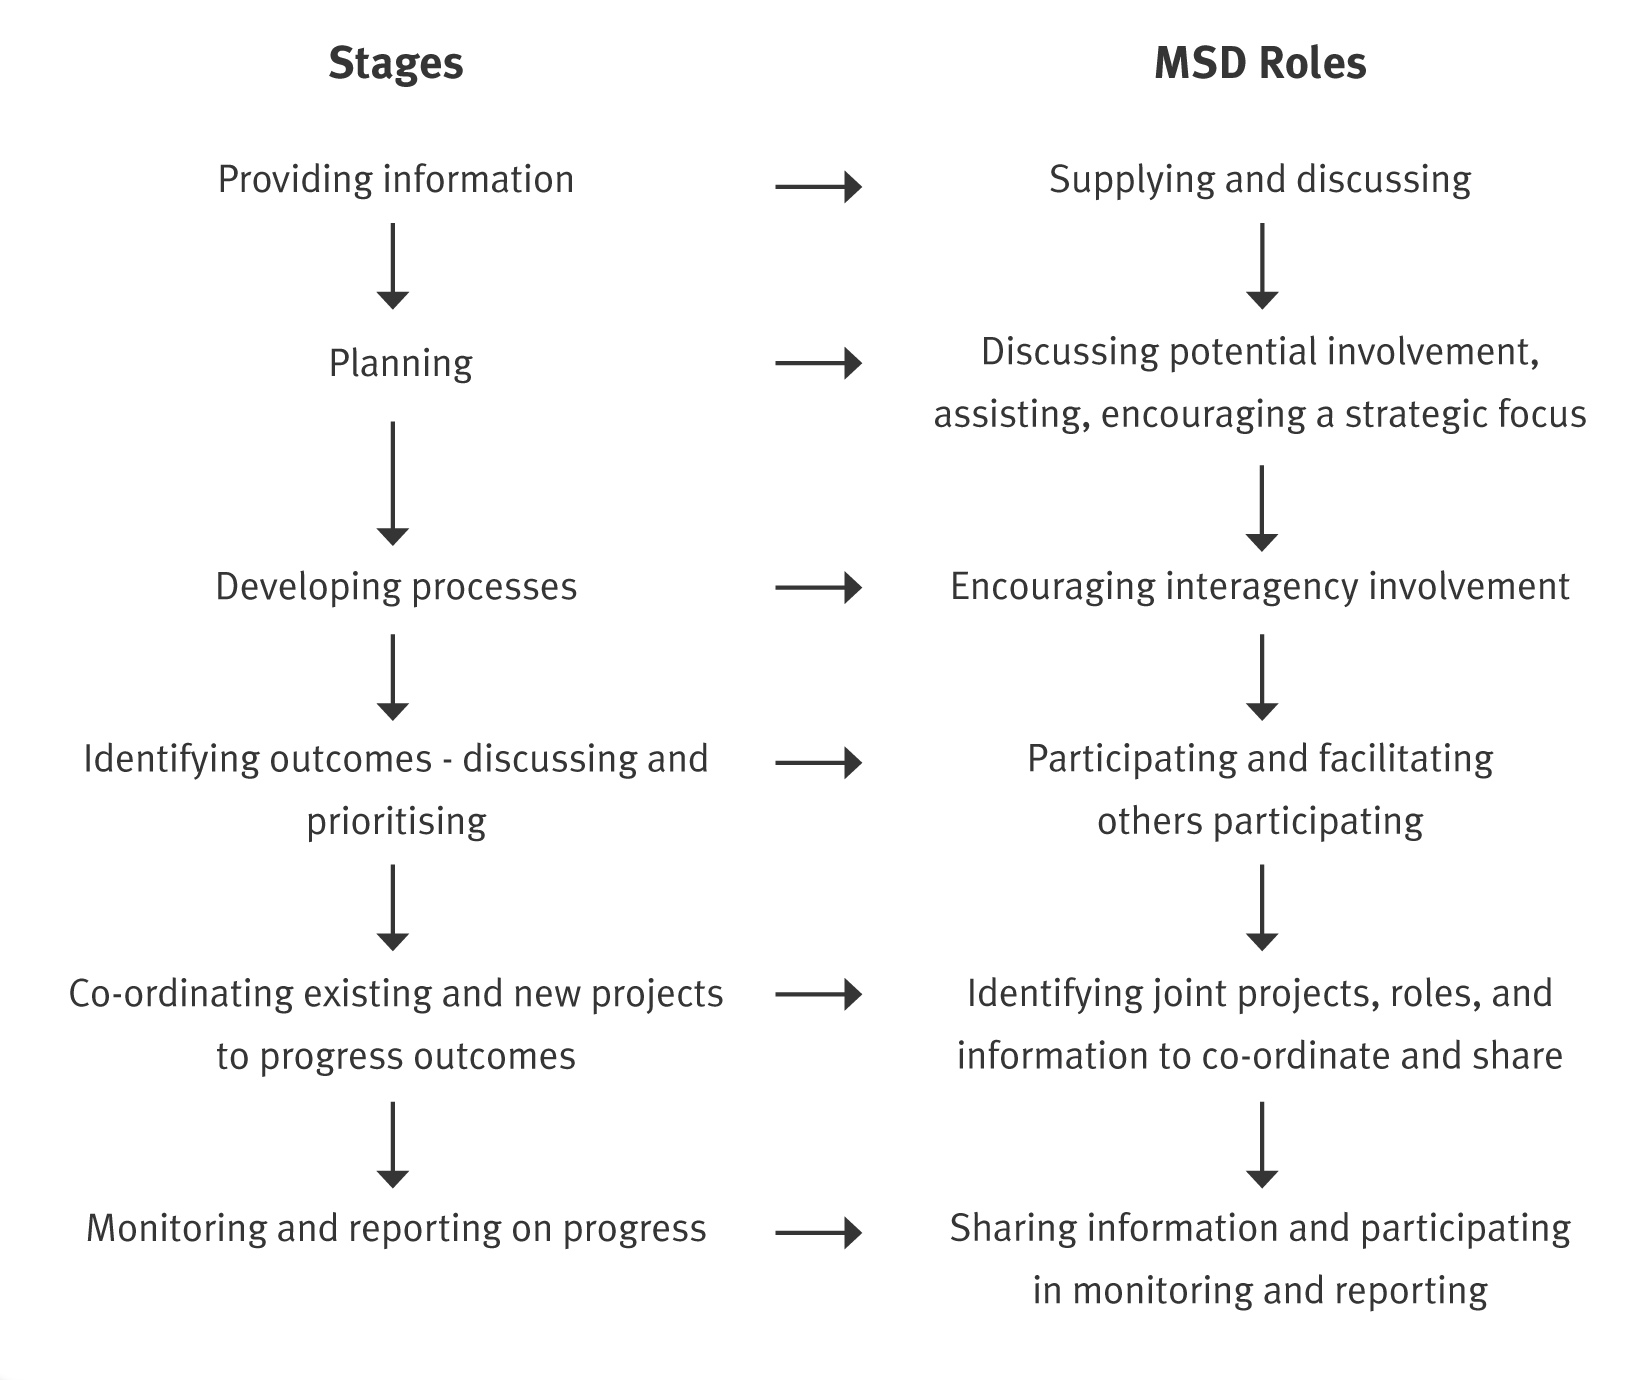 Stages
MSD Roles
Providing information
Supplying and discussing
Planning
Discussing potential involvement,
assisting, encouraging a strategic focus
Developing processes
Encouraging interagency involvement
Identifying outcomes - discussing and
prioritising
Participating and facilitating
others participating
Co-ordinating existing and new projects
to progress outcomes
Identifying joint projects, roles, and
information to co-ordinate and share
Monitoring and reporting on progress
Sharing information and participating
in monitoring and reporting